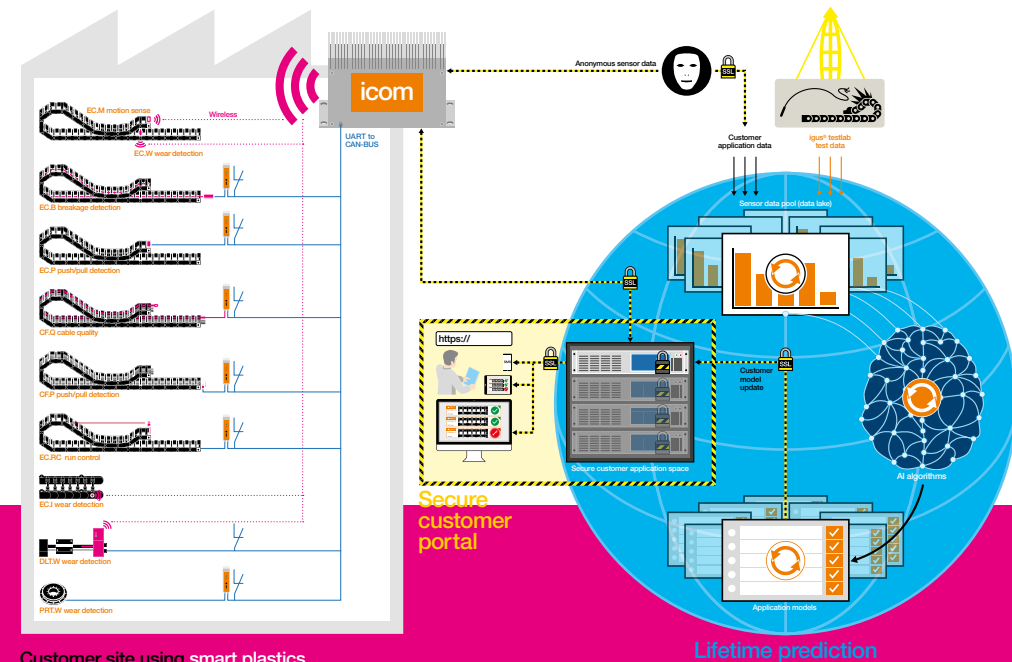 EC.M motion sense
Wireless
EC.W wear detection
EC.B breakage detection
EC.P push/pull detection
CF.Q cable quality
CF.P push/pull detection
EC.RC run control
EC.I wear detection
DLT.W wear detection
PRT.W wear detection
icom
UART to
CAN-BUS
Anonymous sensor data
SSL
Customer
application data
igus® testlab
test data
Sensor data pool (data lake)
SSL
https://
SSL
SSL
Customer
model
update
Secure customer application space
AI algorithms
Secure
customer
portal
Application models
Customer site using smart plastics
Lifetime prediction